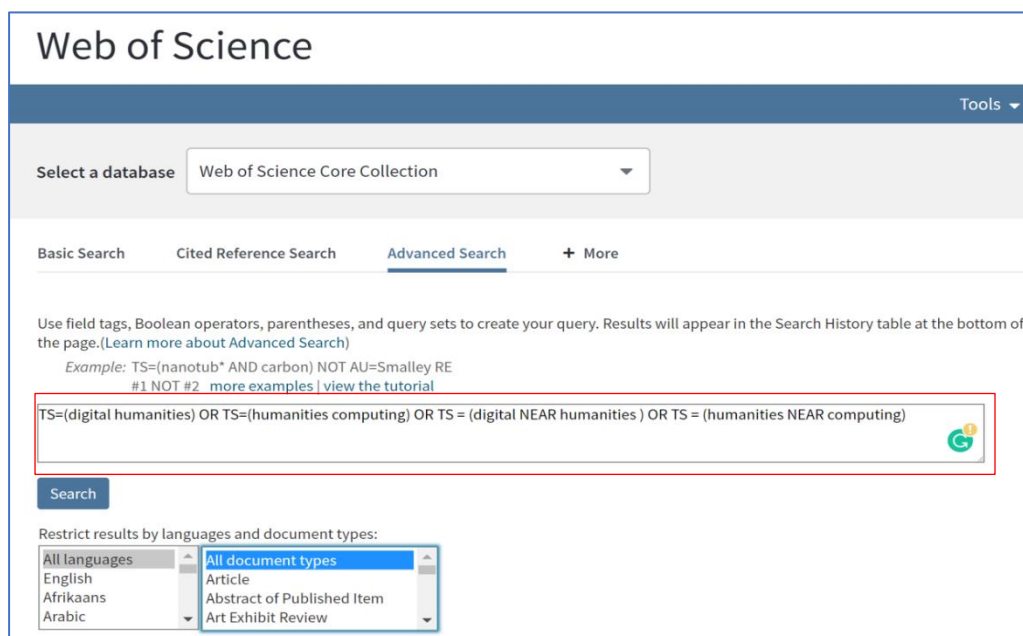 Web of Science
Tools
Select a database Web of Science Core Collection
Basic Search Cited Reference Search Advanced Search + More
Use field tags, Boolean operators, parentheses, and query sets to create your query. Results will appear in the Search History table at the bottom of
the page.(Learn more about Advanced Search)
Example: TS=(nanotub* AND carbon) NOT AU=Smalley RE
#1 NOT #2 more examples | view the tutorial
TS=(digital humanities) OR TS=(humanities computing) OR TS = (digital NEAR humanities ) OR TS = (humanities NEAR computing)
Search
Restrict results by languages and document types:
All languages All document types
English Article
Afrikaans Abstract of Published Item
Arabic Art Exhibit Review